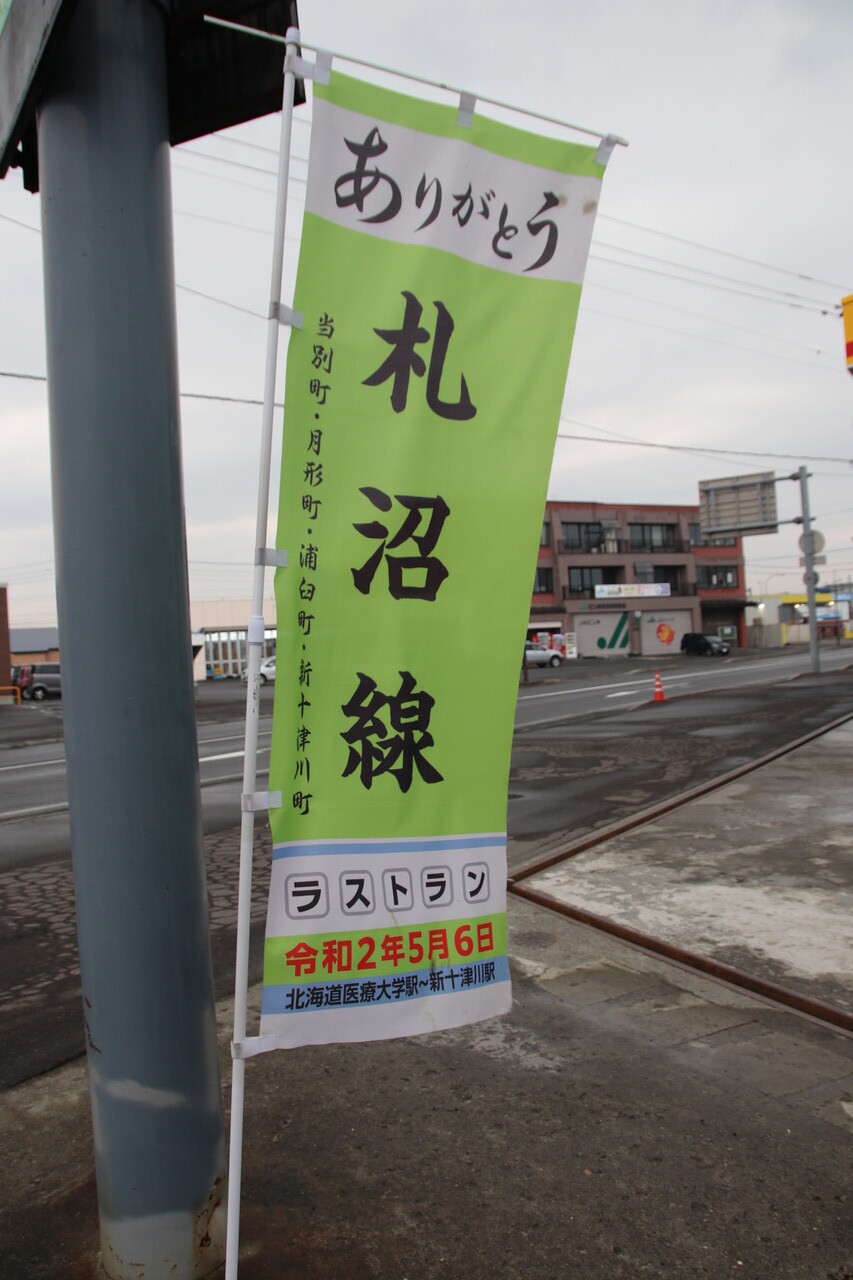 ありがとう
札沼線
当別町・月形町・浦臼町・新十津川町
ラストラン
令和2年5月6日
北海道医療大学駅~新十津川駅